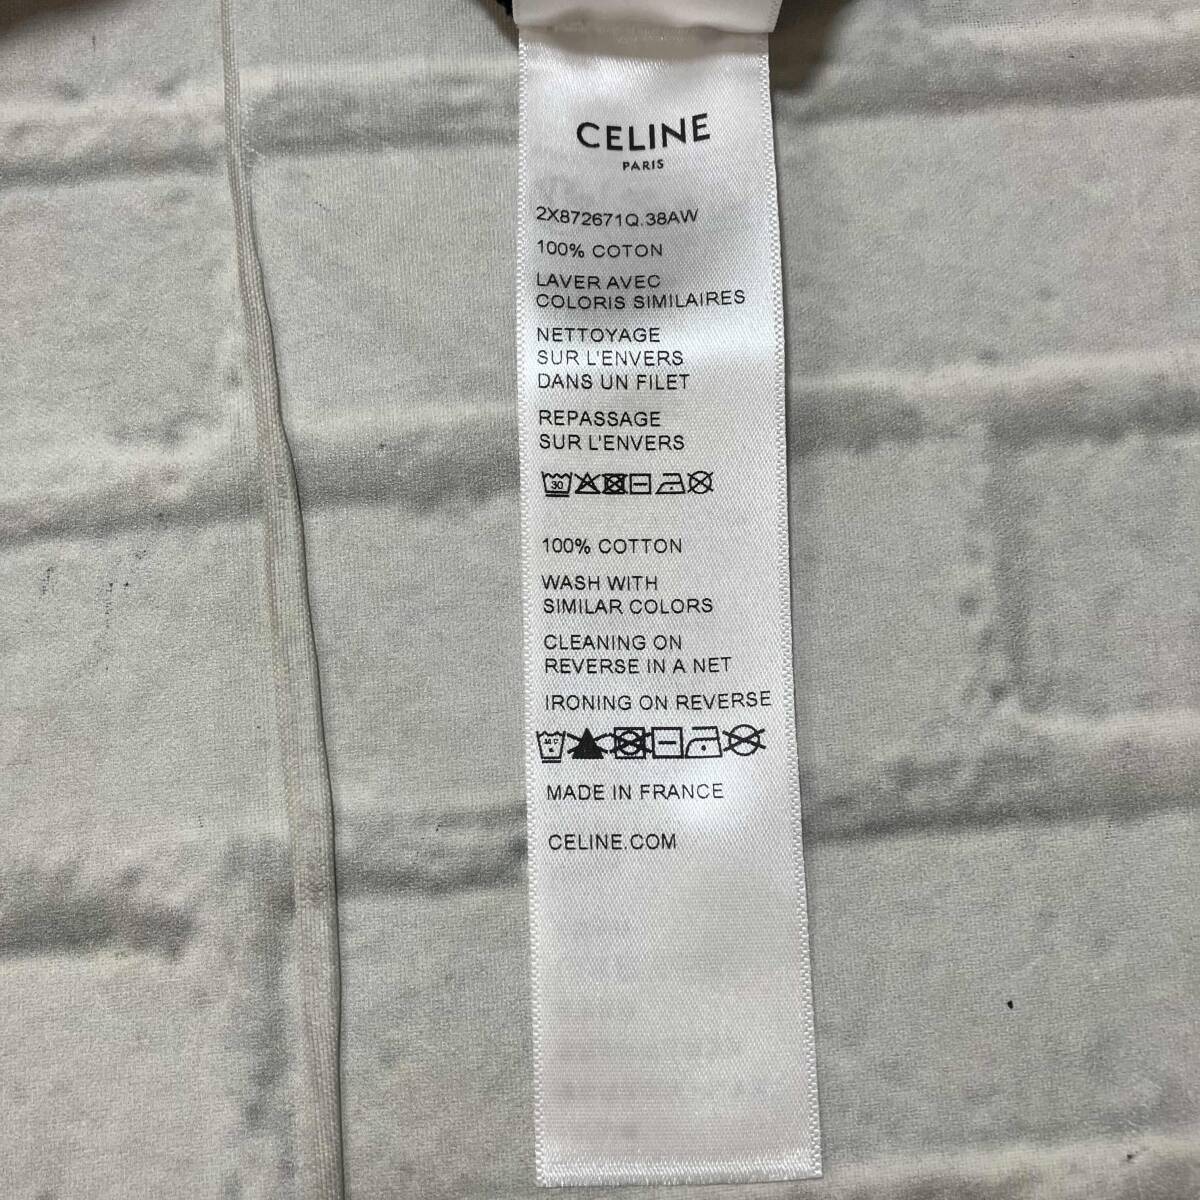 CELINE
PARIS
2X872671Q.38AW
100% COTON
LAVER AVEC
COLORIS SIMILAIRES
NETTOYAGE
SUR L'ENVERS
DANS UN FILET
REPASSAGE
SUR L'ENVERS
30
100% COTTON
WASH WITH
SIMILAR COLORS
CLEANING ON
REVERSE IN A NET
IRONING ON REVERSE
MADE IN FRANCE
CELINE.COM